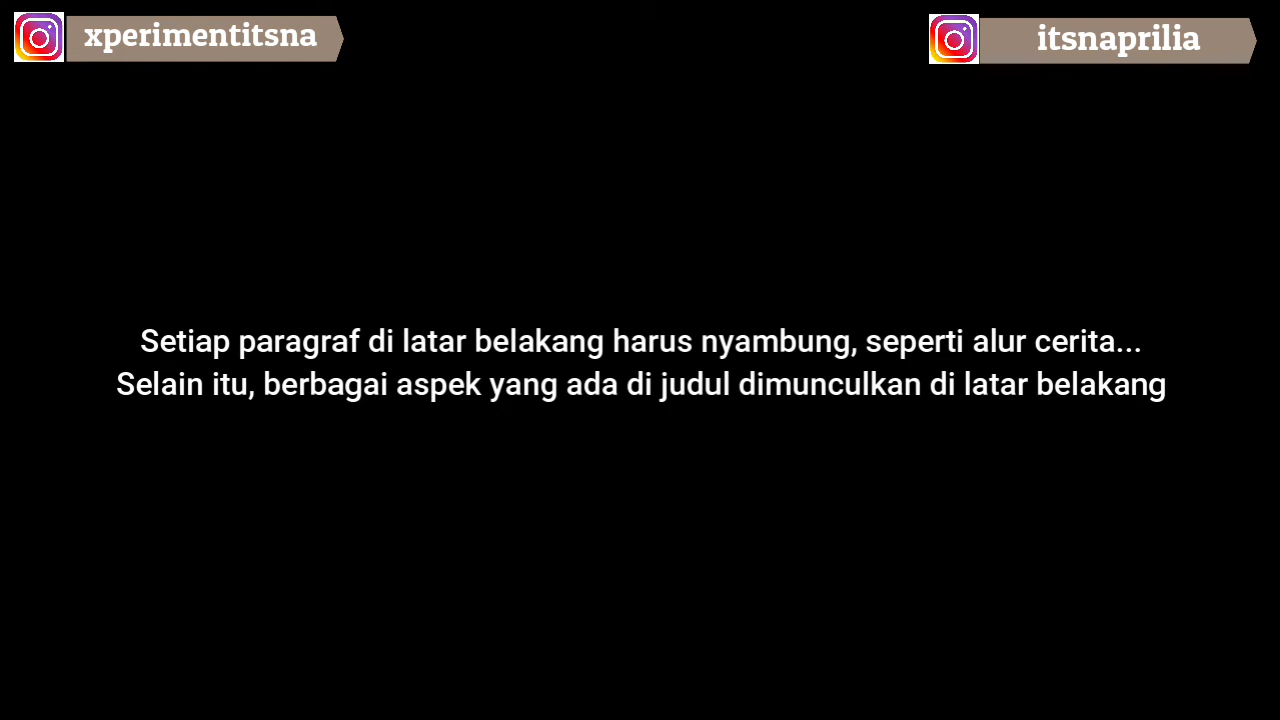 xperimentitsna
itsnaprilia
Setiap paragraf di latar belakang harus nyambung, seperti alur cerita...
Selain itu, berbagai aspek yang ada di judul dimunculkan di latar belakang